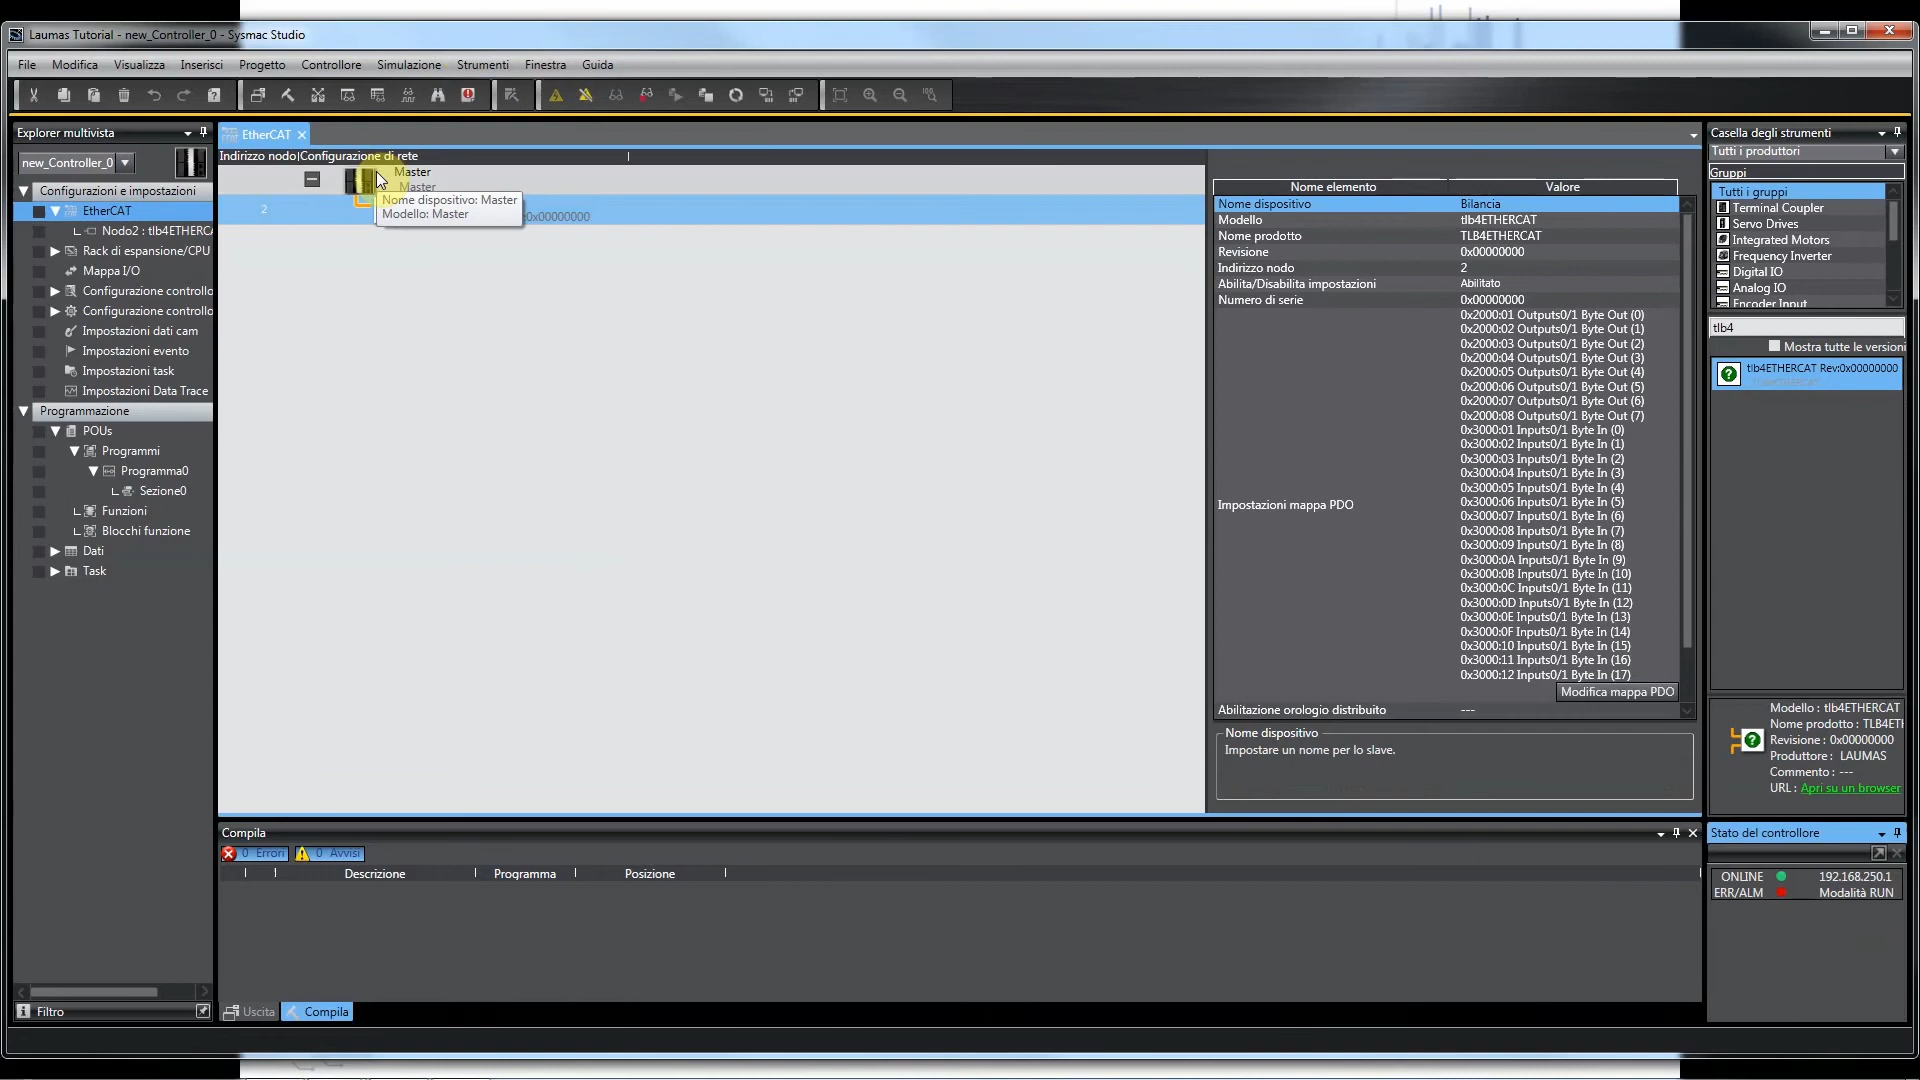 Laumas Tutorial - new_Controller_0 - Sysmac Studio
File Modifica Visualizza Inserisci Progetto Controllore Simulazione Strumenti Finestra Guida
Explorer multivista
new_Controller_0
Configurazioni e impostazioni
EtherCAT
Nodo2 : tlb4ETHERCA
Rack di espansione/CPU
Mappa I/O
Configurazione controllo
Configurazione controllo
Impostazioni dati cam
Impostazioni evento
Impostazioni task
Impostazioni Data Trace
Programmazione
POUs
Programmi
Programma0
Sezione0
Funzioni
Blocchi funzione
Dati
Task
Filtro
EtherCAT
Indirizzo nodo Configurazione di rete
Master
Master
Nome dispositivo: Master
Modello: Master
2
:0x00000000
Nome elemento Valore
Nome dispositivo Bilancia
Modello tlb4ETHERCAT
Nome prodotto TLB4ETHERCAT
Revisione 0x00000000
Indirizzo nodo 2
Abilita/Disabilita impostazioni Abilitato
Numero di serie 0x00000000
Impostazioni mappa PDO
0x2000:01 Outputs0/1 Byte Out (0)
0x2000:02 Outputs0/1 Byte Out (1)
0x2000:03 Outputs0/1 Byte Out (2)
0x2000:04 Outputs0/1 Byte Out (3)
0x2000:05 Outputs0/1 Byte Out (4)
0x2000:06 Outputs0/1 Byte Out (5)
0x2000:07 Outputs0/1 Byte Out (6)
0x2000:08 Outputs0/1 Byte Out (7)
0x3000:01 Inputs0/1 Byte In (0)
0x3000:02 Inputs0/1 Byte In (1)
0x3000:03 Inputs0/1 Byte In (2)
0x3000:04 Inputs0/1 Byte In (3)
0x3000:05 Inputs0/1 Byte In (4)
0x3000:06 Inputs0/1 Byte In (5)
0x3000:07 Inputs0/1 Byte In (6)
0x3000:08 Inputs0/1 Byte In (7)
0x3000:09 Inputs0/1 Byte In (8)
0x3000:0A Inputs0/1 Byte In (9)
0x3000:0B Inputs0/1 Byte In (10)
0x3000:0C Inputs0/1 Byte In (11)
0x3000:0D Inputs0/1 Byte In (12)
0x3000:0E Inputs0/1 Byte In (13)
0x3000:0F Inputs0/1 Byte In (14)
0x3000:10 Inputs0/1 Byte In (15)
0x3000:11 Inputs0/1 Byte In (16)
0x3000:12 Inputs0/1 Byte In (17)
Modifica mappa PDO
Abilitazione orologio distribuito ---
Nome dispositivo
Impostare un nome per lo slave.
Compila
0 Errori 0 Avvisi
Descrizione Programma Posizione
Uscita Compila
Casella degli strumenti
Tutti i produttori
Gruppi
Tutti i gruppi
Terminal Coupler
Servo Drives
Integrated Motors
Frequency Inverter
Digital IO
Analog IO
Encoder Input
tlb4
Mostra tutte le versioni
tlb4ETHERCAT Rev:0x00000000
Modello : tlb4ETHERCAT
Nome prodotto : TLB4ETH
Revisione : 0x00000000
Produttore : LAUMAS
Commento : ---
URL : Apri su un browser
Stato del controllore
ONLINE 192.168.250.1
ERR/ALM Modalità RUN